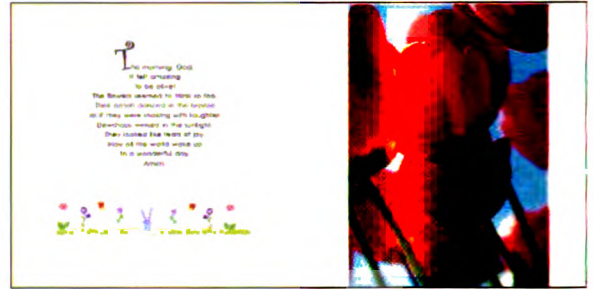 This morning, God,
it felt amazing
to be alive!
The flowers seemed to think so too.
Their petals danced in the breeze
as if they were shaking with laughter.
Dewdrops winked in the sunlight.
They looked like tears of joy.
May all the world wake up
to a wonderful day.
Amen.